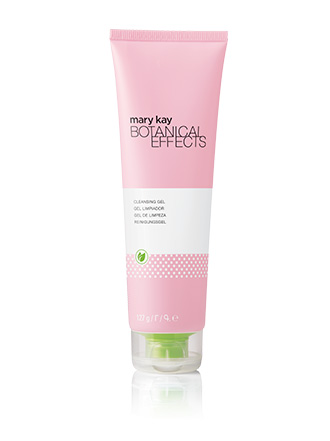 mary kay
BOTANICAL
EFFECTS
CLEANSING GEL
GEL LIMPIADOR
GEL DE LIMPEZA
REINIGUNGSGEL